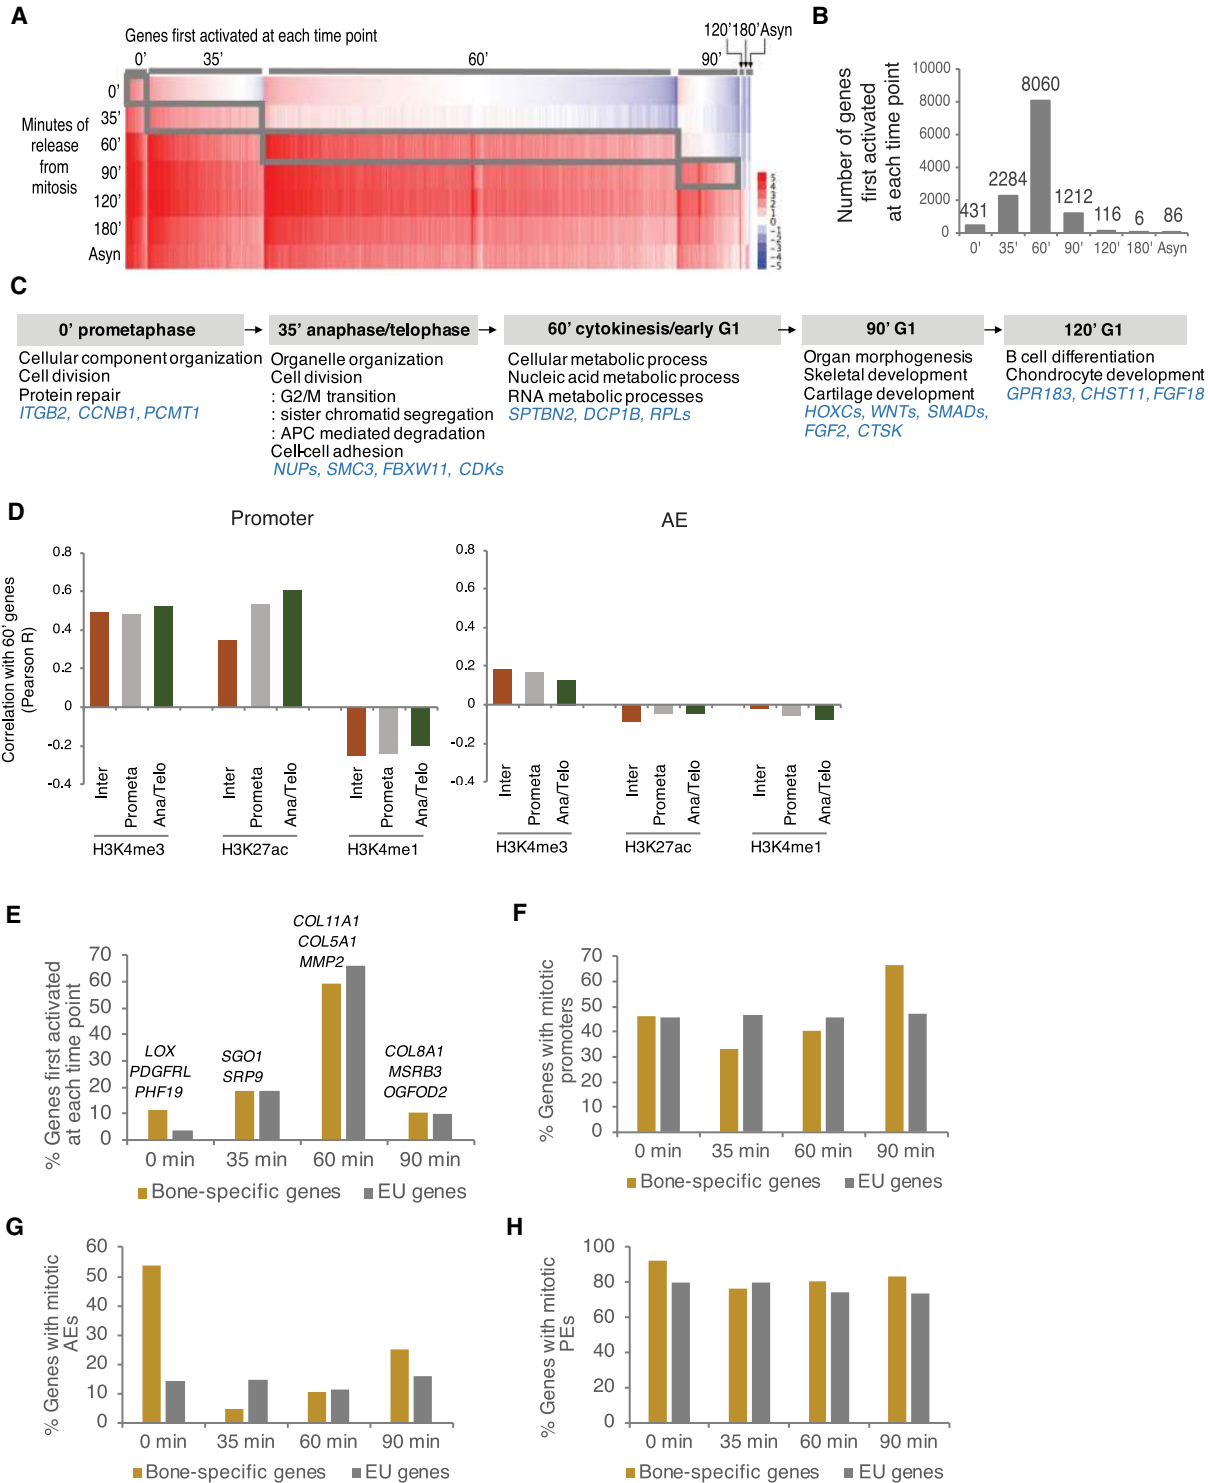 A
Genes first activated at each time point
120'180'Asyn
0'
35'
60'
90'
Minutes of
release
from
mitosis
0'
35'
60'
90'
120'
180'
Asyn
5
4
3
2
1
0
-1
-2
-3
-4
-5
B
Number of genes
first activated
at each time point
10000
8000
6000
4000
2000
0
431
2284
8060
1212
116
6
86
0'
35'
60'
90'
120'
180'
Asyn
C
0' prometaphase
Cellular component organization
Cell division
Protein repair
ITGB2, CCNB1, PCMT1
35' anaphase/telophase
Organelle organization
Cell division
: G2/M transition
: sister chromatid segregation
: APC mediated degradation
Cell-cell adhesion
NUPs, SMC3, FBXW11, CDKs
60' cytokinesis/early G1
Cellular metabolic process
Nucleic acid metabolic process
RNA metabolic processes
SPTBN2, DCP1B, RPLs
90' G1
Organ morphogenesis
Skeletal development
Cartilage development
HOXCs, WNTs, SMADs,
FGF2, CTSK
120' G1
B cell differentiation
Chondrocyte development
GPR183, CHST11, FGF18
D
Promoter
Correlation with 60' genes
(Pearson R)
0.8
0.6
0.4
0.2
0
-0.2
-0.4
Inter
Prometa
Ana/Telo
Inter
Prometa
Ana/Telo
Inter
Prometa
Ana/Telo
H3K4me3
H3K27ac
H3K4me1
AE
0.8
0.6
0.4
0.2
0
-0.2
-0.4
Inter
Prometa
Ana/Telo
Inter
Prometa
Ana/Telo
Inter
Prometa
Ana/Telo
H3K4me3
H3K27ac
H3K4me1
E
% Genes first activated
at each time point
70
60
50
40
30
20
10
0
LOX
PDGFRL
PHF19
SGO1
SRP9
COL11A1
COL5A1
MMP2
COL8A1
MSRB3
OGFOD2
0 min
35 min
60 min
90 min
Bone-specific genes
EU genes
F
% Genes with mitotic
promoters
70
60
50
40
30
20
10
0
0 min
35 min
60 min
90 min
Bone-specific genes
EU genes
G
% Genes with mitotic
AEs
60
50
40
30
20
10
0
0 min
35 min
60 min
90 min
Bone-specific genes
EU genes
H
% Genes with mitotic
PEs
100
80
60
40
20
0
0 min
35 min
60 min
90 min
Bone-specific genes
EU genes